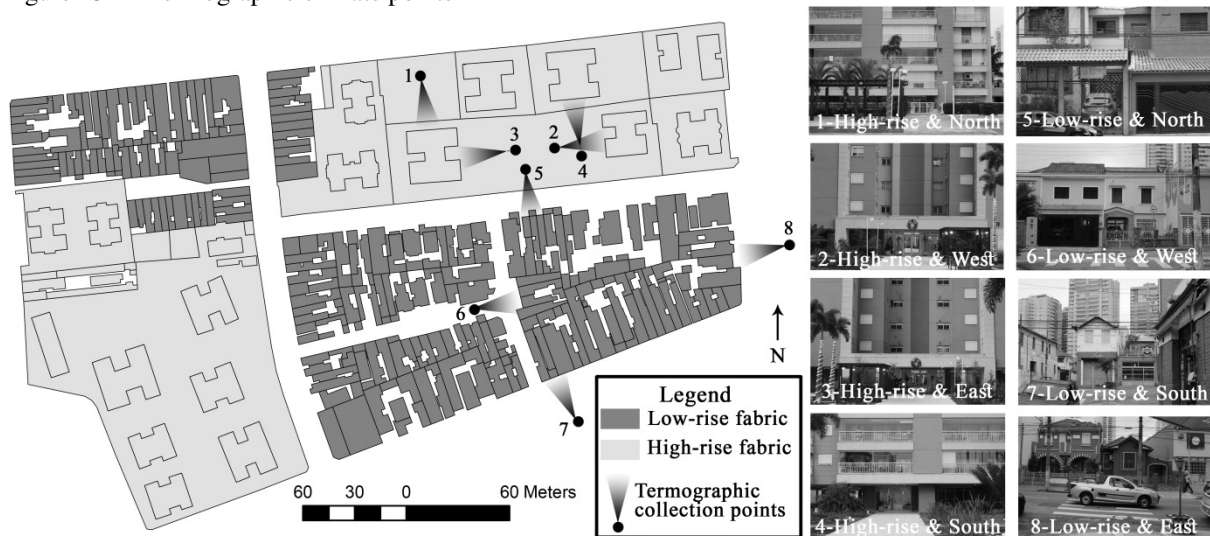 1
2
3
4
5
6
7
8
N
Legend
Low-rise fabric
High-rise fabric
Termographic
collection points
60 30 0 60 Meters
1-High-rise & North
5-Low-rise & North
2-High-rise & West
6-Low-rise & West
3-High-rise & East
7-Low-rise & South
4-High-rise & South
8-Low-rise & East